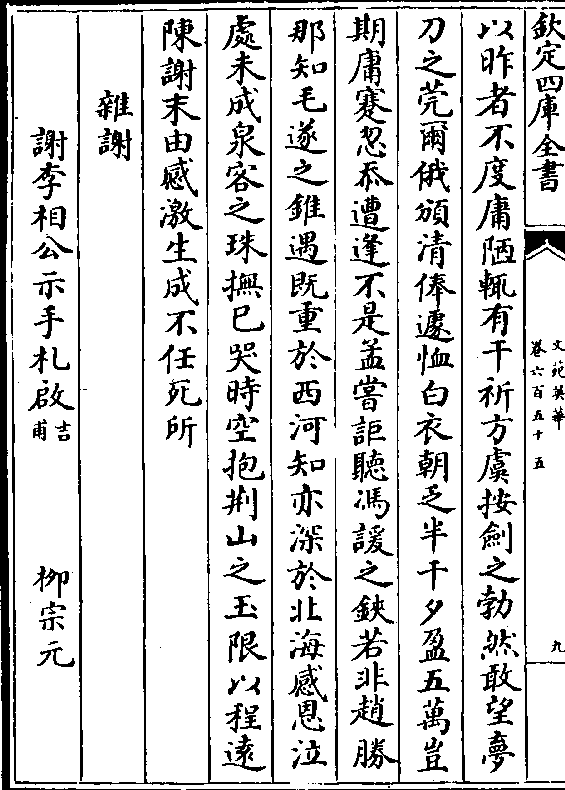 欽定四庫全書
文苑英華
卷六百五十五
九
以昨者不度庸陋輒有干祈方虞按劍之勃然敢望夢
刀之莞爾俄頒清俸遽恤白衣朝乏半千夕盈五萬豈
期庸蹇忽忝遭逢不是孟嘗詎聽馮諼之鋏若非趙勝
那知毛遂之錐遇既重於西河知亦深於北海感恩泣
處未成泉客之珠撫已哭時空抱荆山之玉限以程遠
陳謝末由感激生成不任死所
雜謝
謝李相公示手札啟吉甫 柳宗元